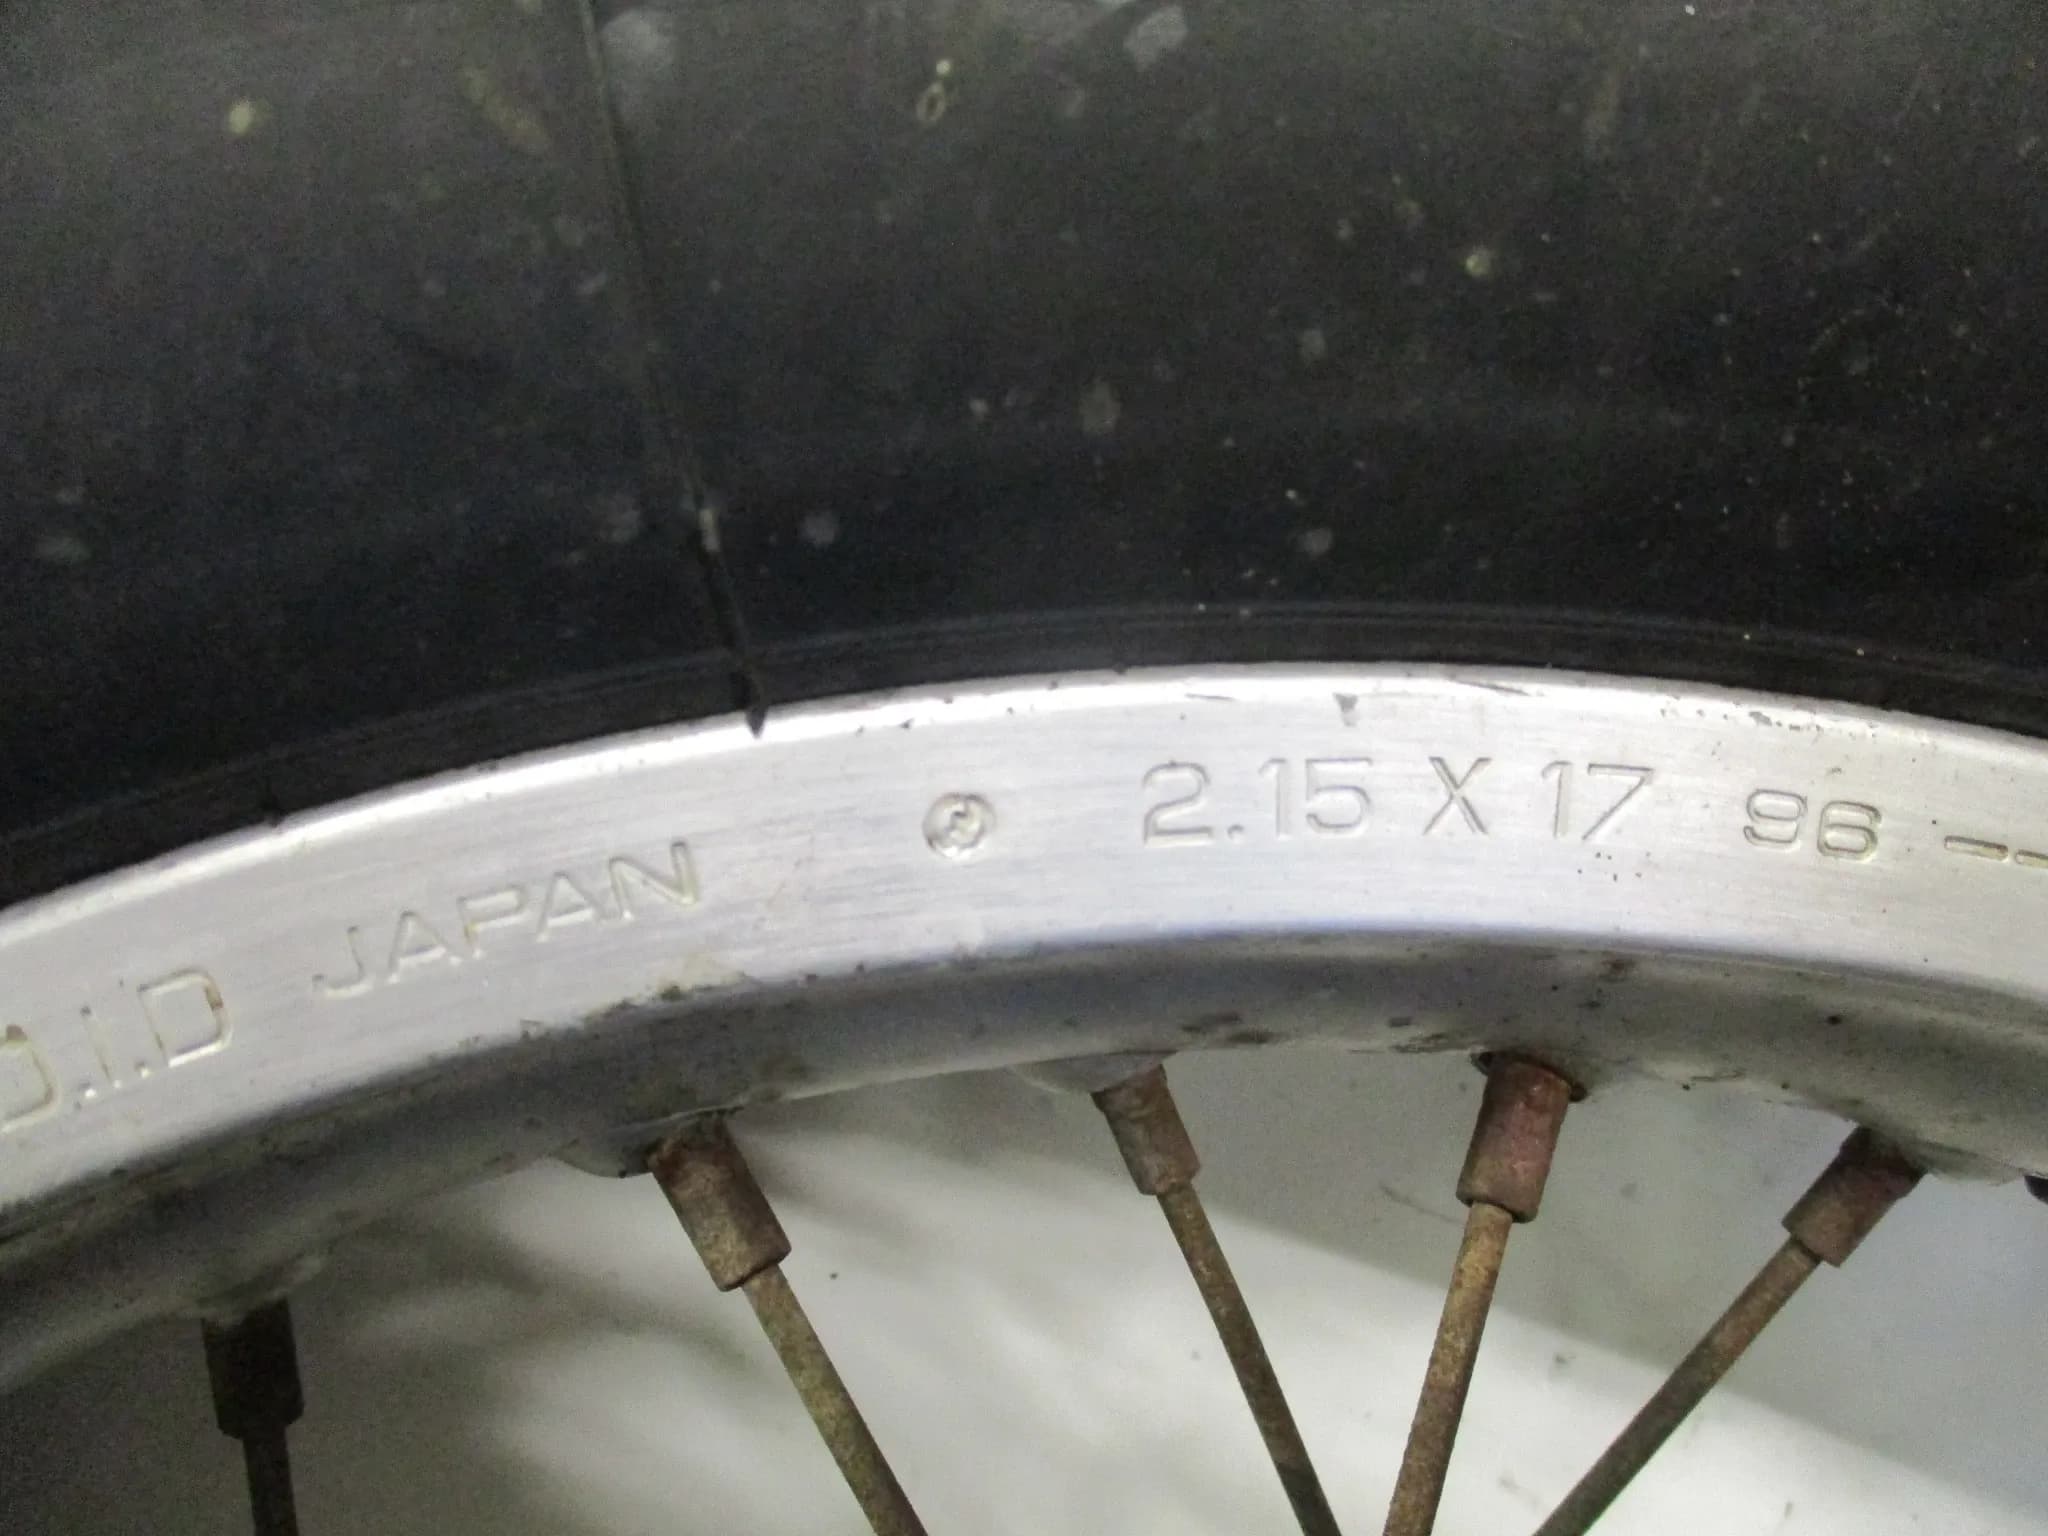 D.I.D JAPAN 2.15 X 17 96 --